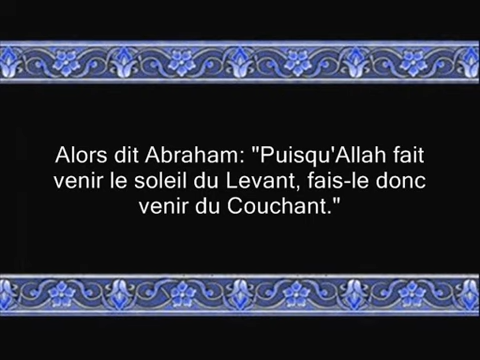 Alors dit Abraham: "Puisqu'Allah fait
venir le soleil du Levant, fais-le donc
venir du Couchant."